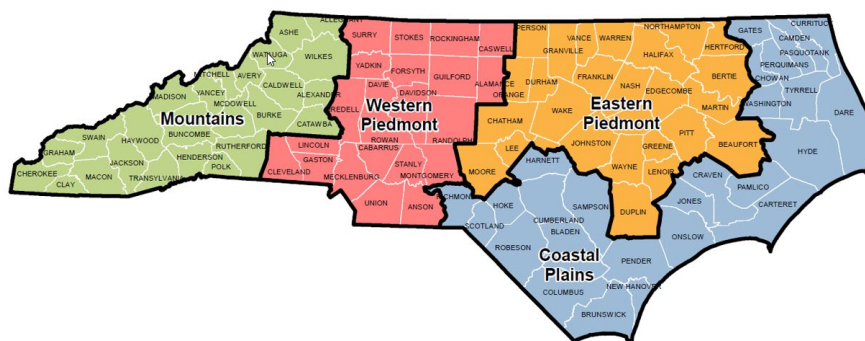 ALLEGHANY
ASHE
WATAUGA
WILKES
MITCHELL
AVERY
YANCEY
CALDWELL
MADISON
MCDOWELL
ALEXANDER
BURKE
CATAWBA
Mountains
BUNCOMBE
HAYWOOD
SWAIN
GRAHAM
RUTHERFORD
HENDERSON
JACKSON
POLK
CHEROKEE
MACON
TRANSYLVANIA
CLAY
SURRY
STOKES
ROCKINGHAM
CASWELL
YADKIN
FORSYTH
GUILFORD
ALAMANCE
DAVIE
DAVIDSON
IREDELL
Western
Piedmont
ROWAN
RANDOLPH
LINCOLN
CABARRUS
GASTON
STANLY
CLEVELAND
MECKLENBURG
MONTGOMERY
UNION
ANSON
PERSON
VANCE
WARREN
NORTHAMPTON
GRANVILLE
HALIFAX
HERTFORD
ORANGE
DURHAM
FRANKLIN
NASH
EDGECOMBE
BERTIE
Eastern
Piedmont
WAKE
MARTIN
CHATHAM
LEE
JOHNSTON
PITT
GREENE
BEAUFORT
MOORE
WAYNE
LENOIR
DUPLIN
GATES
CURRITUCK
CAMDEN
PASQUOTANK
PERQUIMANS
CHOWAN
TYRRELL
WASHINGTON
DARE
HYDE
HARNETT
CRAVEN
PAMLICO
JONES
CARTERET
RICHMOND
HOKE
SAMPSON
SCOTLAND
CUMBERLAND
BLADEN
ONSLOW
ROBESON
Coastal
Plains
PENDER
COLUMBUS
NEW HANOVER
BRUNSWICK